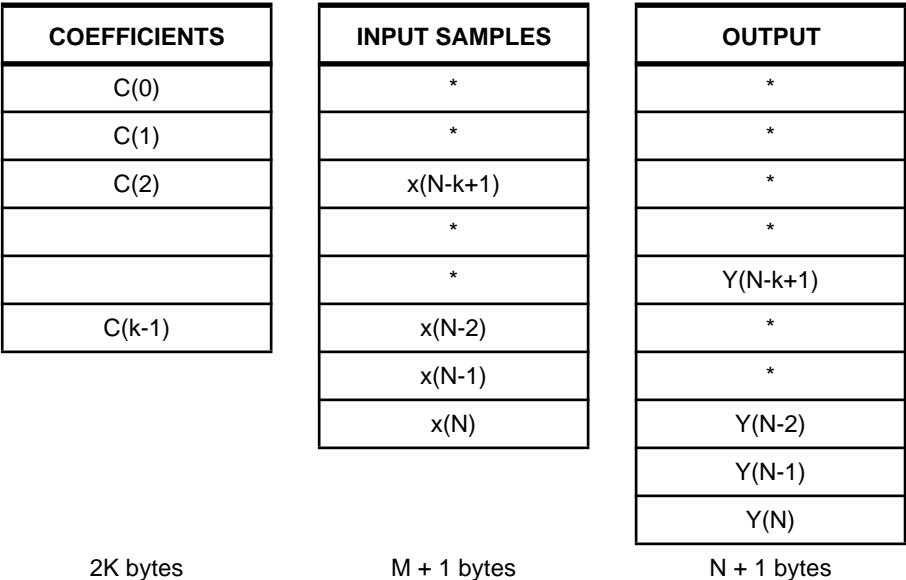 COEFFICIENTS INPUT SAMPLES OUTPUT
C(0) * *
C(1) * *
C(2) x(N-k+1) *
* *
* Y(N-k+1)
C(k-1) x(N-2) *
x(N-1) *
x(N) Y(N-2)
Y(N-1)
Y(N)
2K bytes M + 1 bytes N + 1 bytes